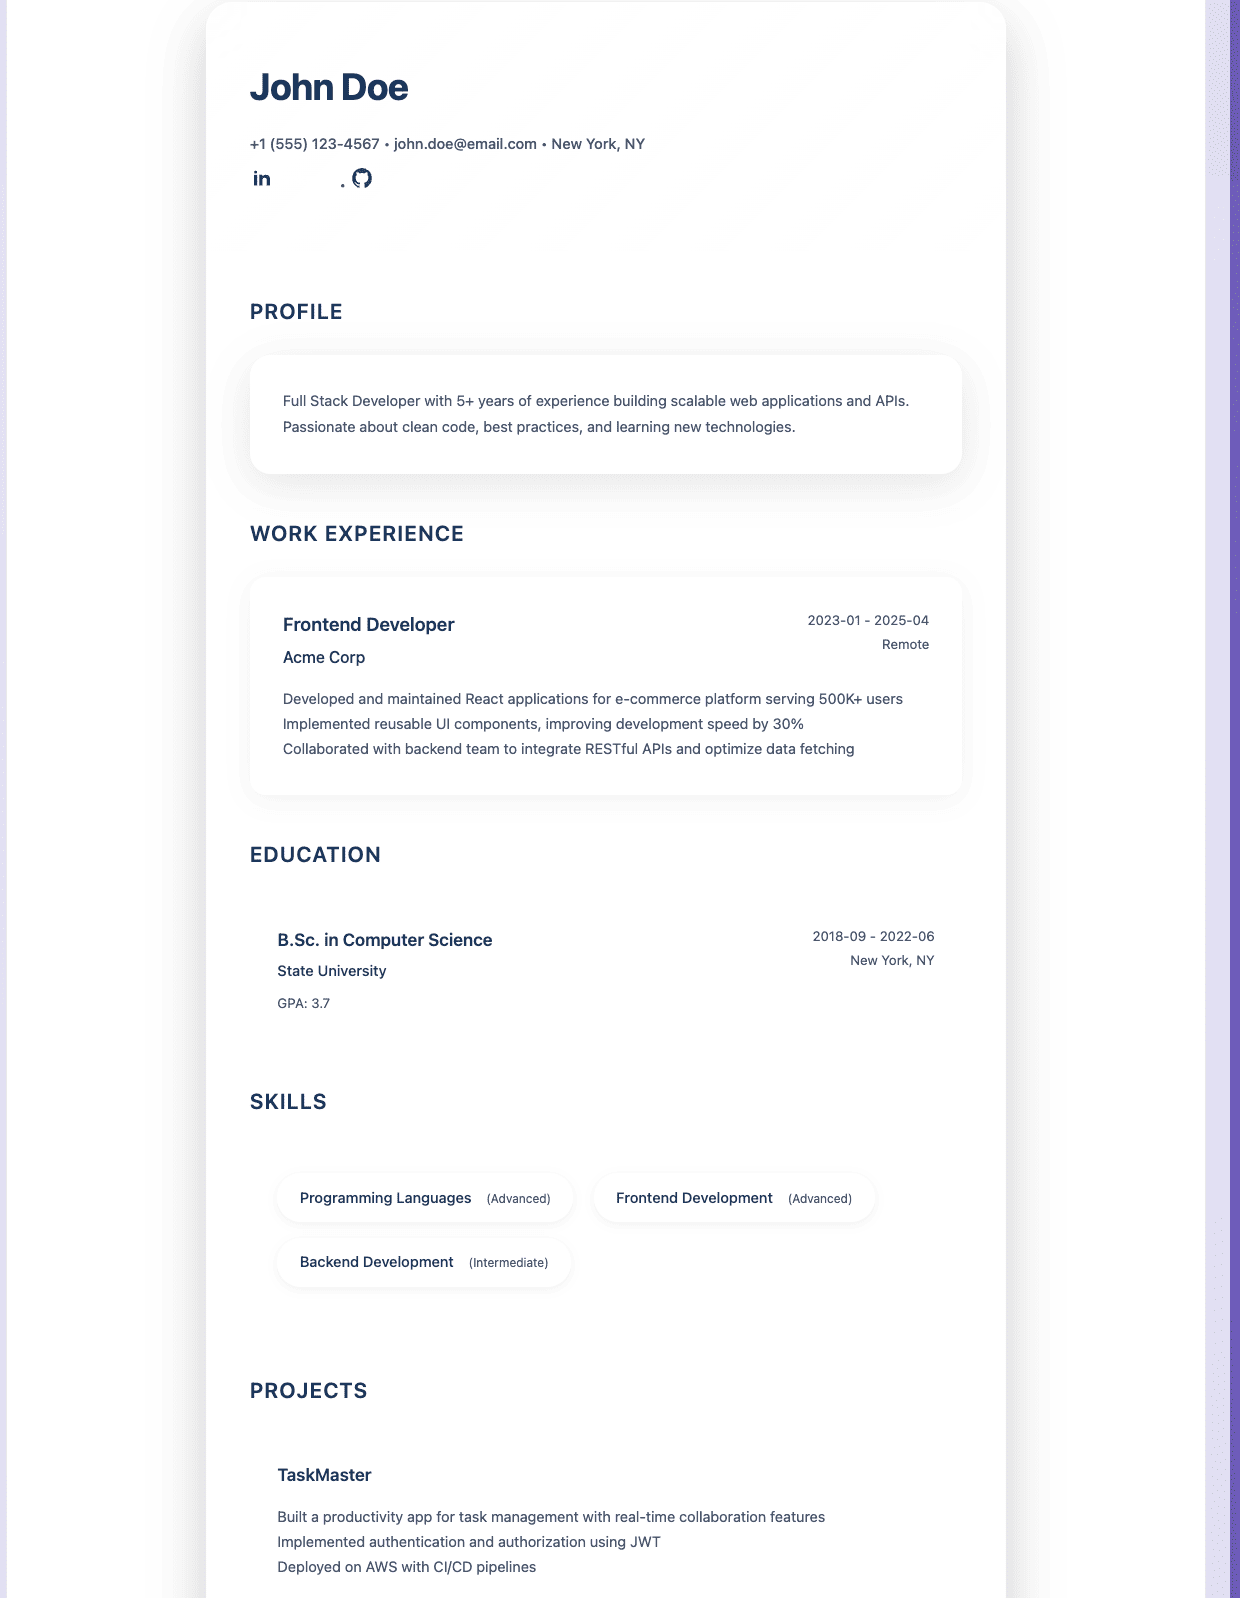 John Doe
+1 (555) 123-4567 • john.doe@email.com • New York, NY
in •
PROFILE
Full Stack Developer with 5+ years of experience building scalable web applications and APIs.
Passionate about clean code, best practices, and learning new technologies.
WORK EXPERIENCE
Frontend Developer 2023-01 - 2025-04
Acme Corp Remote
Developed and maintained React applications for e-commerce platform serving 500K+ users
Implemented reusable UI components, improving development speed by 30%
Collaborated with backend team to integrate RESTful APIs and optimize data fetching
EDUCATION
B.Sc. in Computer Science 2018-09 - 2022-06
State University New York, NY
GPA: 3.7
SKILLS
Programming Languages (Advanced) Frontend Development (Advanced)
Backend Development (Intermediate)
PROJECTS
TaskMaster
Built a productivity app for task management with real-time collaboration features
Implemented authentication and authorization using JWT
Deployed on AWS with CI/CD pipelines